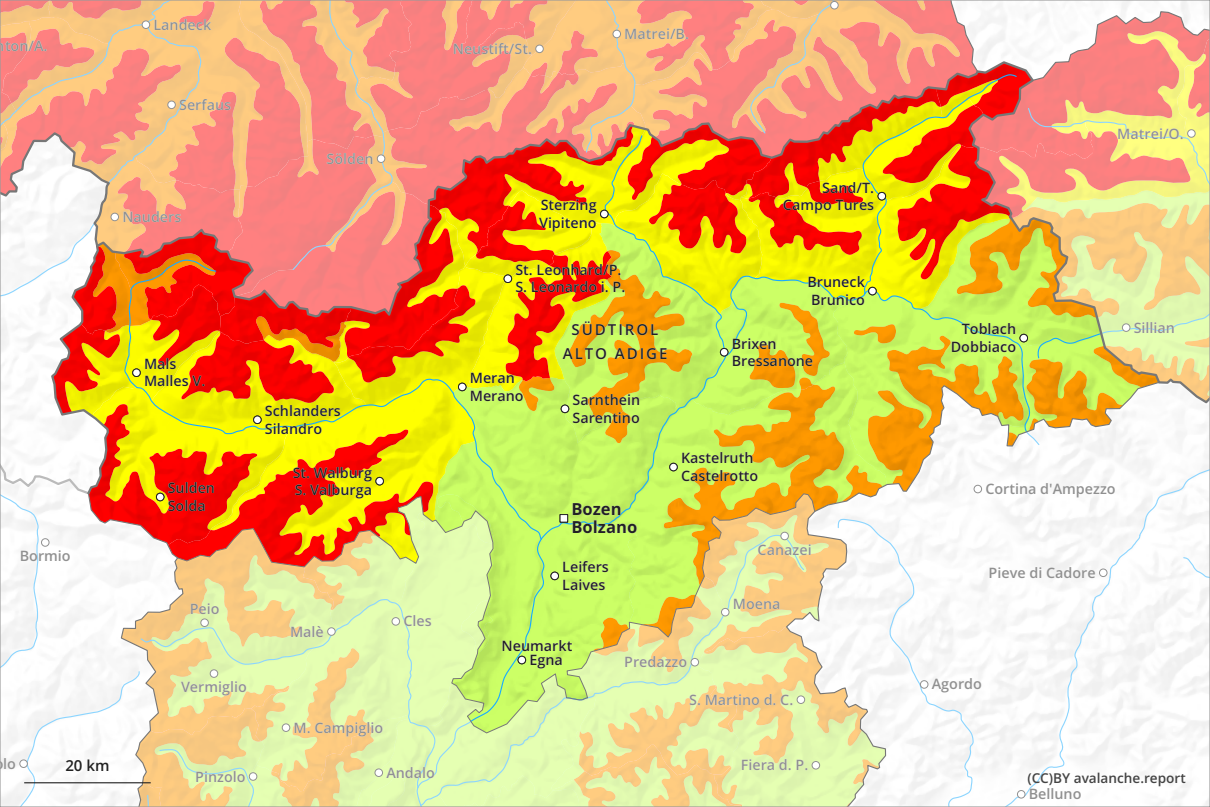 Landeck
ton/A.
Neustift/St.
Matrei/B
Serfaus
Matrei/O.
Sölden
Nauders
Sand/T.
Campo Tures
Sterzing
Vipiteno
St. Leonhard/P.
S. Leonardo i. P.
Bruneck
Brunico
SÜDTIROL
ALTO ADIGE
Toblach
Dobbiaco
Sillian
Brixen
Bressanone
Mals
Malles V.
Meran
Merano
Schlanders
Silandro
Sarnthein
Sarentino
Kastelruth
Castelrotto
St. Walburg
S. Valburga
Sulden
Solda
Cortina d'Ampezzo
Bozen
Bolzano
Bormio
Canazei
Leifers
Laives
Pieve di Cadore
Peio
Moena
Malè
Cles
Neumarkt
Egna
Predazzo
Vermiglio
Agordo
S. Martino d. C.
M. Campiglio
olo
20 km
Pinzolo
Andalo
Fiera d. P.
(CC)BY avalanche.report
Belluno